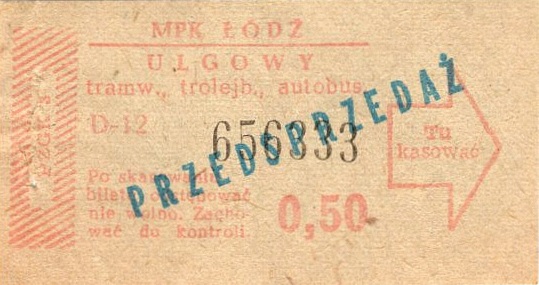 MPK ŁÓDŹ
ULGOWY
tramw., trolejb., autobus.
D-12
656333
PRZEDSPRZEDAŻ
Tu
kasować
Po skasowaniu
biletu odstępować
nie wolno. Zacho-
wać do kontroli.
0,50